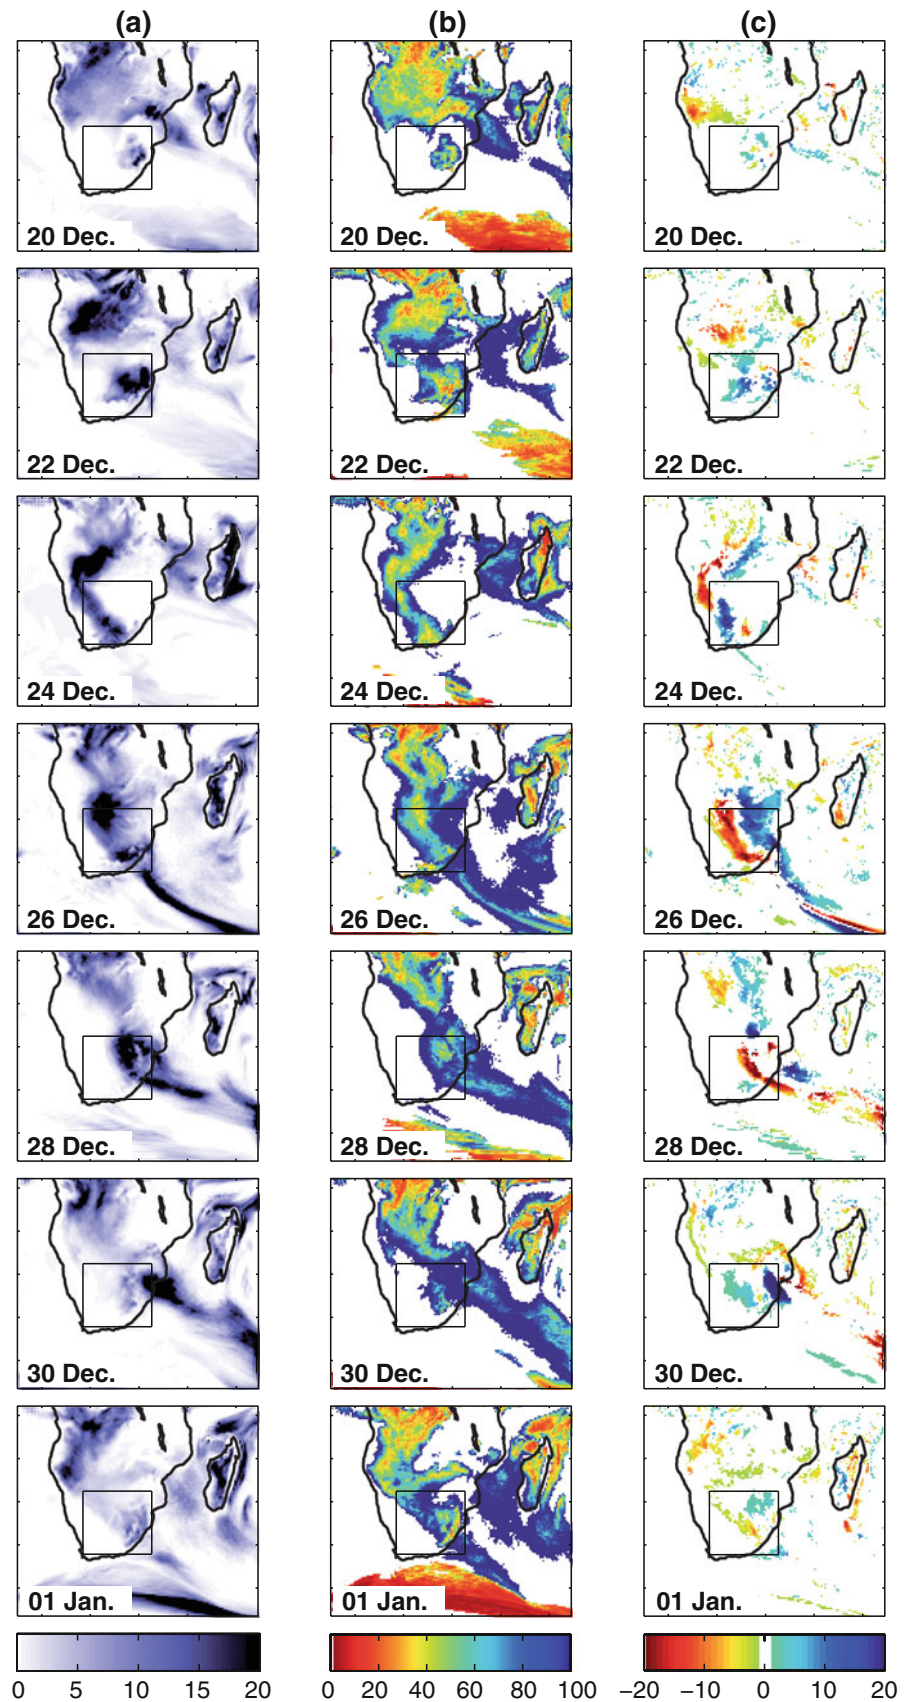 (a) (b) (c)
20 Dec. 20 Dec. 20 Dec.
22 Dec. 22 Dec. 22 Dec.
24 Dec. 24 Dec. 24 Dec.
26 Dec. 26 Dec. 26 Dec.
28 Dec. 28 Dec. 28 Dec.
30 Dec. 30 Dec. 30 Dec.
01 Jan. 01 Jan. 01 Jan.
0 5 10 15 20 0 20 40 60 80 100 −20 −10 0 10 20